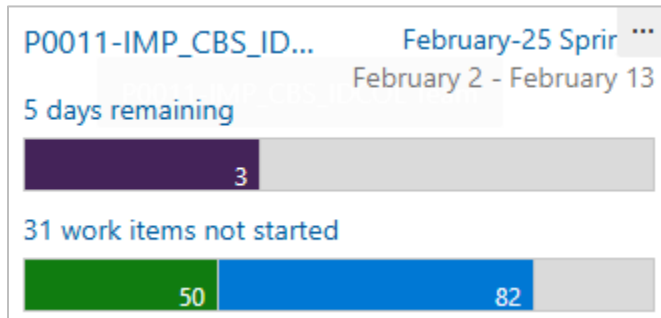 P0011-IMP_CBS_ID... February-25 Sprin ...
February 2 - February 13
5 days remaining
3
31 work items not started
50 82